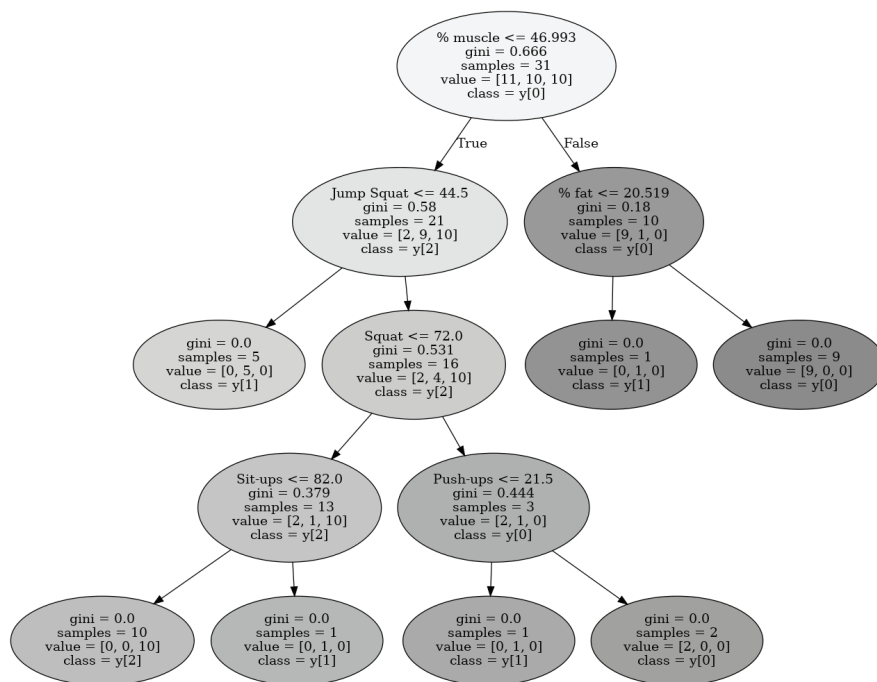 % muscle <= 46.993
gini = 0.666
samples = 31
value = [11, 10, 10]
class = y[0]
True
False
Jump Squat <= 44.5
gini = 0.58
samples = 21
value = [2, 9, 10]
class = y[2]
% fat <= 20.519
gini = 0.18
samples = 10
value = [9, 1, 0]
class = y[0]
gini = 0.0
samples = 5
value = [0, 5, 0]
class = y[1]
Squat <= 72.0
gini = 0.531
samples = 16
value = [2, 4, 10]
class = y[2]
gini = 0.0
samples = 1
value = [0, 1, 0]
class = y[1]
gini = 0.0
samples = 9
value = [9, 0, 0]
class = y[0]
Sit-ups <= 82.0
gini = 0.379
samples = 13
value = [2, 1, 10]
class = y[2]
Push-ups <= 21.5
gini = 0.444
samples = 3
value = [2, 1, 0]
class = y[0]
gini = 0.0
samples = 10
value = [0, 0, 10]
class = y[2]
gini = 0.0
samples = 1
value = [0, 1, 0]
class = y[1]
gini = 0.0
samples = 1
value = [0, 1, 0]
class = y[1]
gini = 0.0
samples = 2
value = [2, 0, 0]
class = y[0]